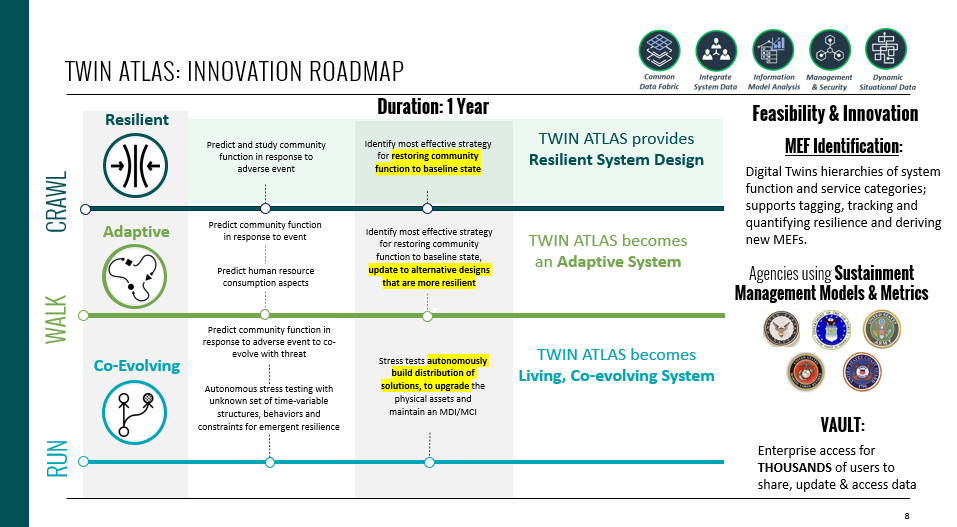 TWIN ATLAS: INNOVATION ROADMAP
Common
Data Fabric
Integrate
System Data
Information
Model Analysis
Management
& Security
Dynamic
Situational Data
Duration: 1 Year
CRAWL
Resilient
Predict and study community
function in response to
adverse event
Identify most effective strategy
for restoring community
function to baseline state
TWIN ATLAS provides
Resilient System Design
WALK
Adaptive
Predict community function
in response to event
Predict human resource
consumption aspects
Identify most effective strategy
for restoring community
function to baseline state,
update to alternative designs
that are more resilient
TWIN ATLAS becomes
an Adaptive System
RUN
Co-Evolving
Predict community function in
response to adverse event to co-
evolve with threat
Autonomous stress testing with
unknown set of time-variable
structures, behaviors and
constraints for emergent resilience
Stress tests autonomously
build distribution of
solutions, to upgrade the
physical assets and
maintain an MDI/MCI
TWIN ATLAS becomes
Living, Co-evolving System
Feasibility & Innovation
MEF Identification:
Digital Twins hierarchies of system
function and service categories;
supports tagging, tracking and
quantifying resilience and deriving
new MEFs.
Agencies using Sustainment
Management Models & Metrics
ARMY
VAULT:
Enterprise access for
THOUSANDS of users to
share, update & access data
8